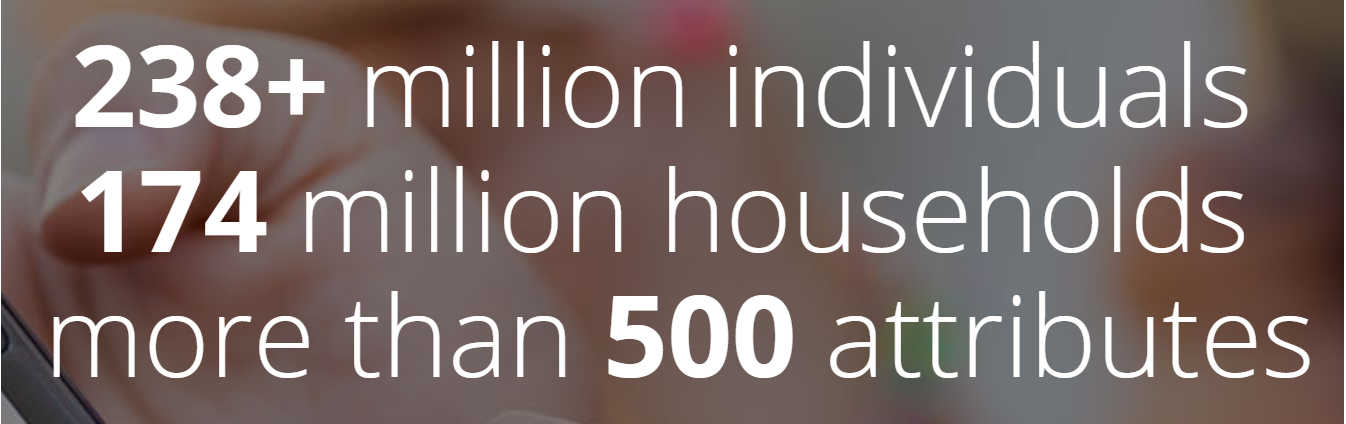 238+ million individuals
174 million households
more than 500 attributes